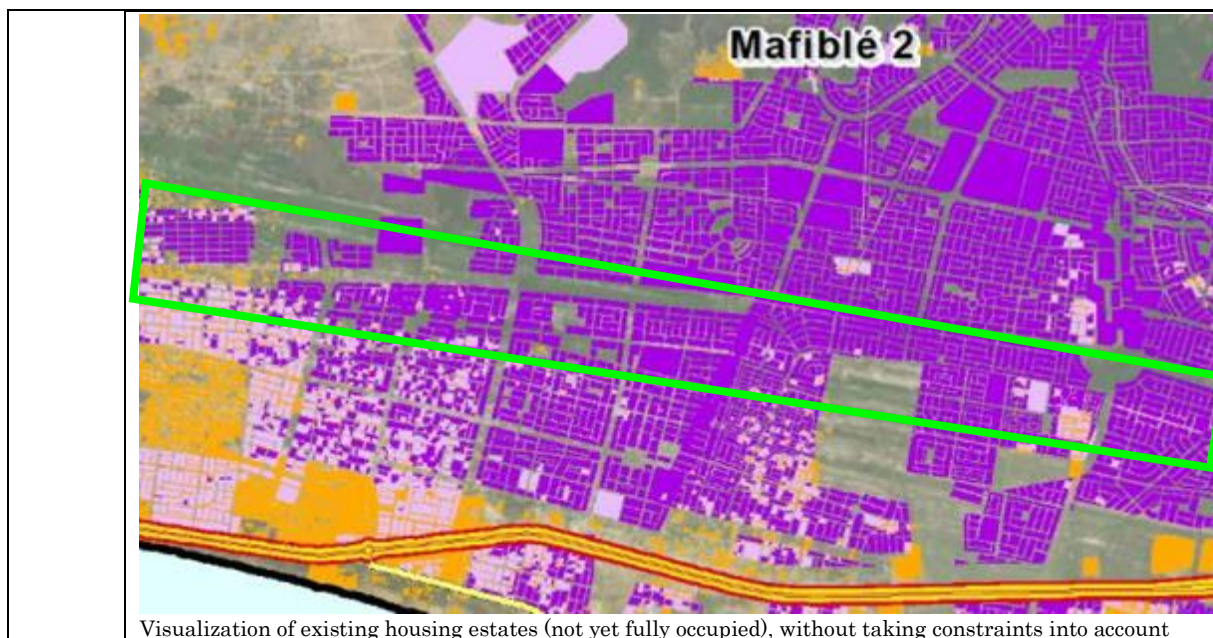 Mafiblé 2
Visualization of existing housing estates (not yet fully occupied), without taking constraints into account